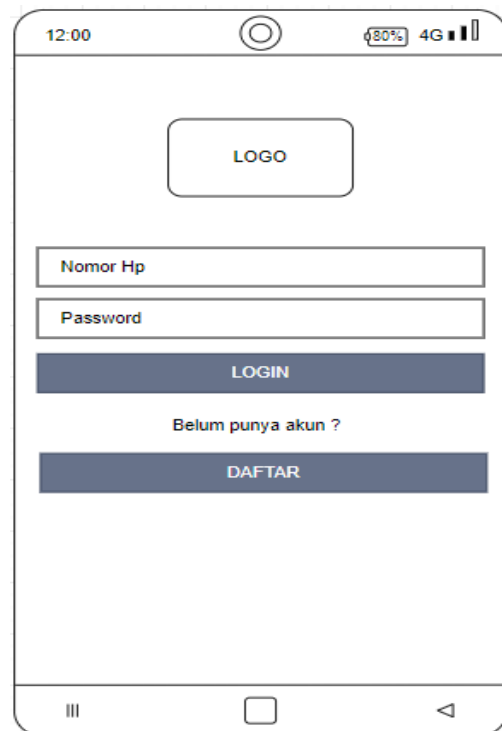 12:00 80% 4G
LOGO
Nomor Hp
Password
LOGIN
Belum punya akun ?
DAFTAR